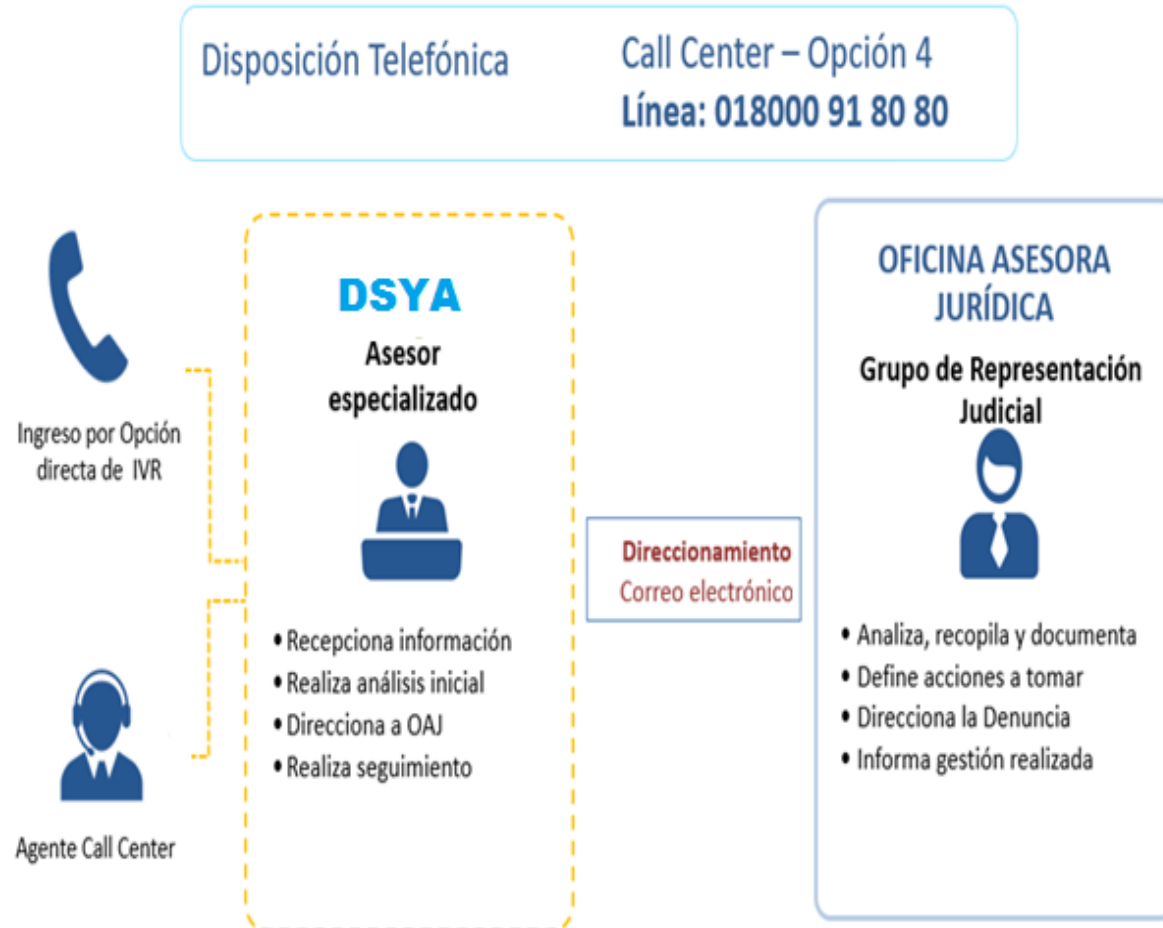 Disposición Telefónica
Call Center – Opción 4
Línea: 018000 91 80 80
Ingreso por Opción
directa de IVR
Agente Call Center
DSYA
Asesor
especializado
• Recepciona información
• Realiza análisis inicial
• Direcciona a OAJ
• Realiza seguimiento
Direccionamiento
Correo electrónico
OFICINA ASESORA
JURÍDICA
Grupo de Representación
Judicial
• Analiza, recopila y documenta
• Define acciones a tomar
• Direcciona la Denuncia
• Informa gestión realizada